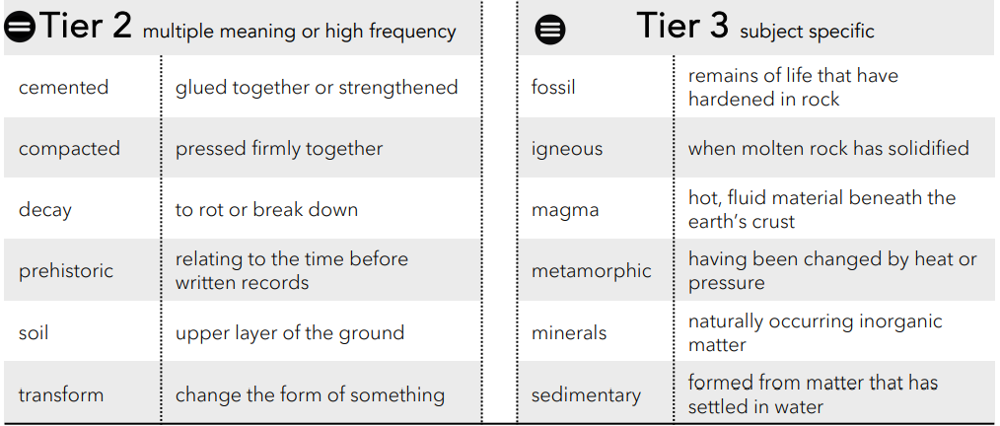 Tier 2 multiple meaning or high frequency
cemented
glued together or strengthened
compacted
pressed firmly together
decay
to rot or break down
prehistoric
relating to the time before
written records
soil
upper layer of the ground
transform
change the form of something
Tier 3 subject specific
fossil
remains of life that have
hardened in rock
igneous
when molten rock has solidified
magma
hot, fluid material beneath the
earth’s crust
metamorphic
having been changed by heat or
pressure
minerals
naturally occurring inorganic
matter
sedimentary
formed from matter that has
settled in water